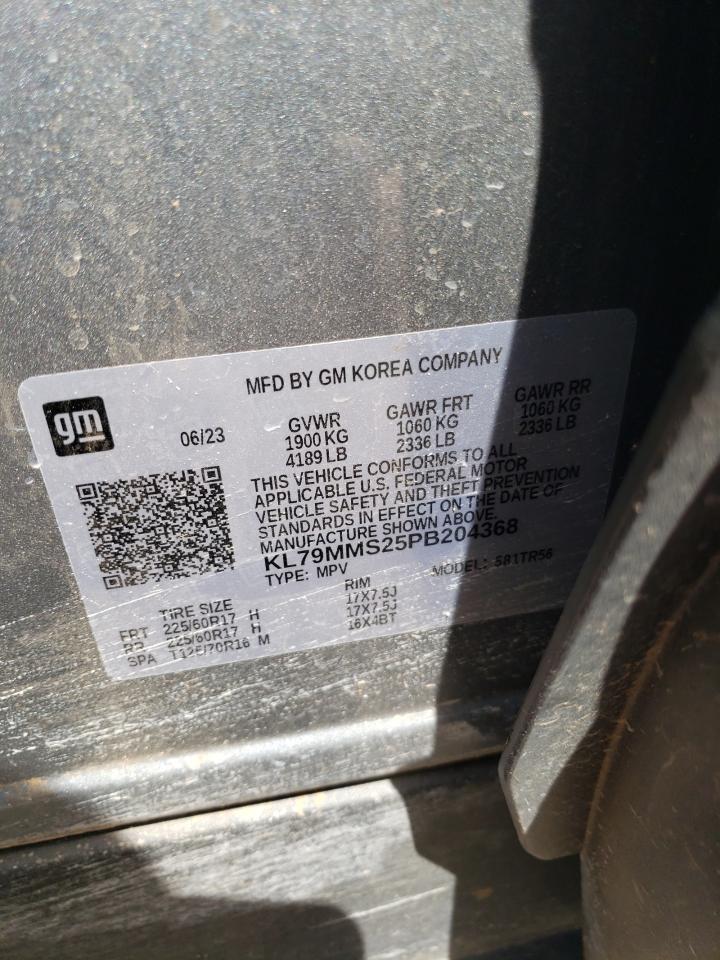 MFD BY GM KOREA COMPANY
gm
06/23
GVWR
1900 KG
4189 LB
GAWR FRT
1060 KG
2336 LB
GAWR RR
1060 KG
2336 LB
THIS VEHICLE CONFORMS TO ALL
APPLICABLE U.S. FEDERAL MOTOR
VEHICLE SAFETY AND THEFT PREVENTION
STANDARDS IN EFFECT ON THE DATE OF
MANUFACTURE SHOWN ABOVE.
KL79MMS25PB204368
TYPE: MPV MODEL: 5B1TR56
TIRE SIZE RIM
FRT 225/60R17 H 17X7.5J
RR 225/60R17 H 17X7.5J
SPA T125/70R16 M 16X4BT